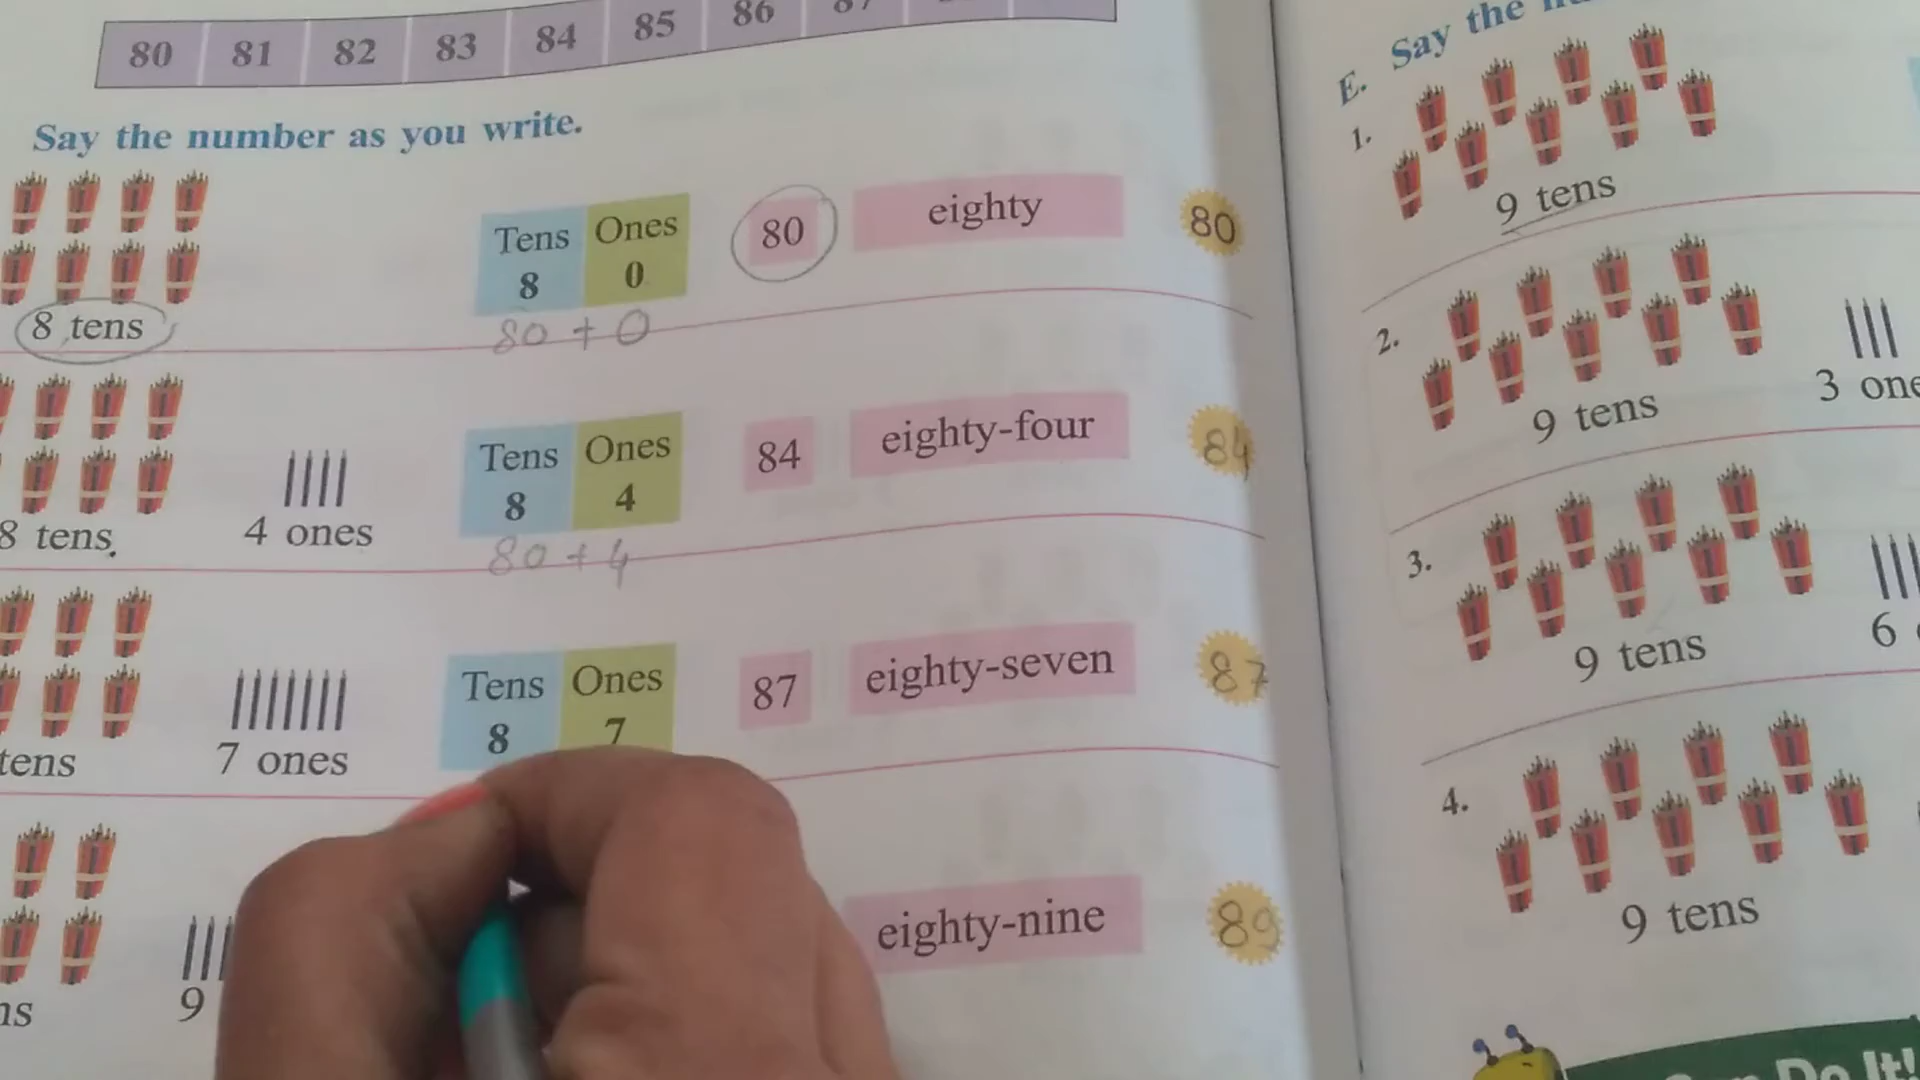 80 81 82 83 84 85 86
Say the number as you write.
8 tens
Tens Ones
8 0
80 + 0
80
eighty
80
8 tens
4 ones
Tens Ones
8 4
80 + 4
84
eighty-four
84
tens
7 ones
Tens Ones
8 7
87
eighty-seven
87
9
eighty-nine
89
E. Say the
1.
9 tens
2.
9 tens
3
3.
9 tens
6
4.
9 tens
Do It!